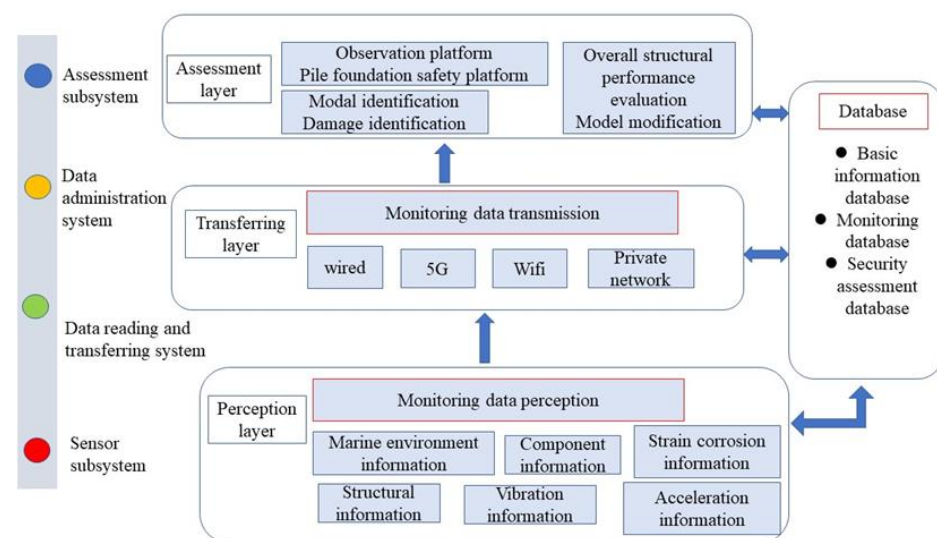 Assessment
subsystem
Data
administration
system
Data reading and
transferring system
Sensor
subsystem
Assessment
layer
Observation platform
Pile foundation safety platform
Modal identification
Damage identification
Overall structural
performance
evaluation
Model modification
Transferring
layer
Monitoring data transmission
wired
5G
Wifi
Private
network
Perception
layer
Monitoring data perception
Marine environment
information
Component
information
Strain corrosion
information
Structural
information
Vibration
information
Acceleration
information
Database
● Basic
information
database
● Monitoring
database
● Security
assessment
database